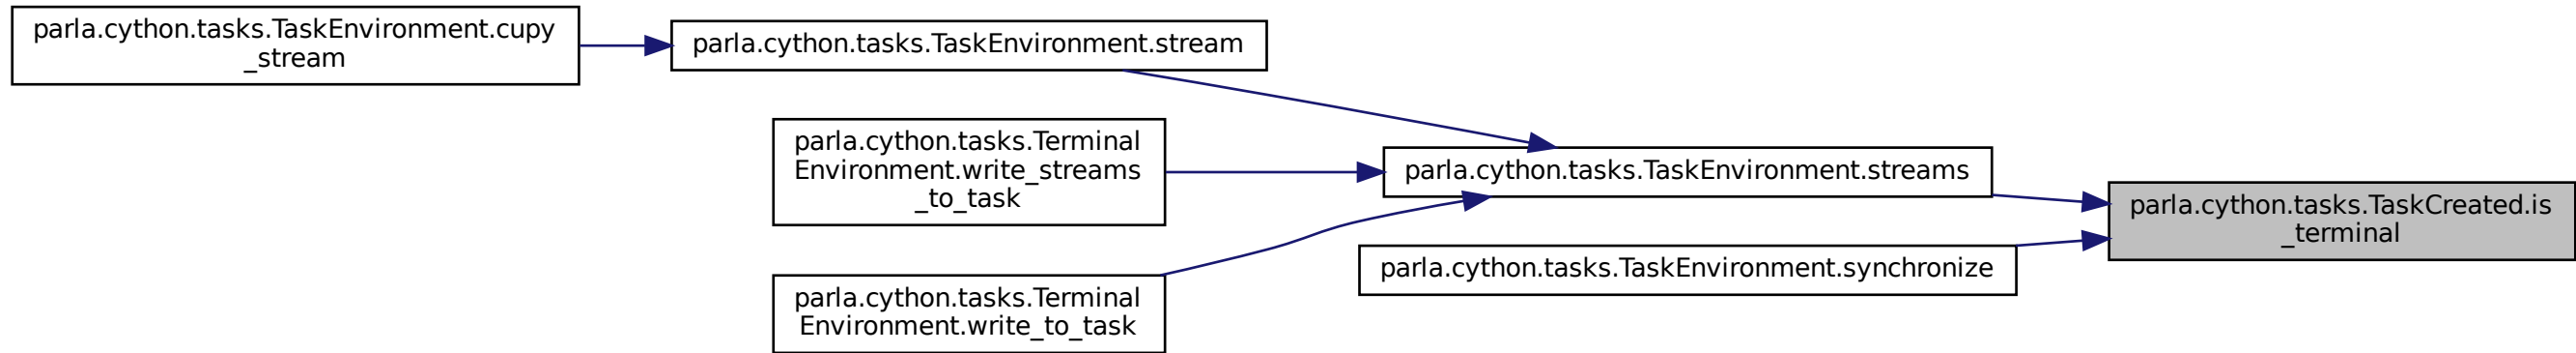 parla.cython.tasks.TaskEnvironment.cupy
_stream
parla.cython.tasks.TaskEnvironment.stream
parla.cython.tasks.Terminal
Environment.write_streams
_to_task
parla.cython.tasks.Terminal
Environment.write_to_task
parla.cython.tasks.TaskEnvironment.streams
parla.cython.tasks.TaskEnvironment.synchronize
parla.cython.tasks.TaskCreated.is
_terminal